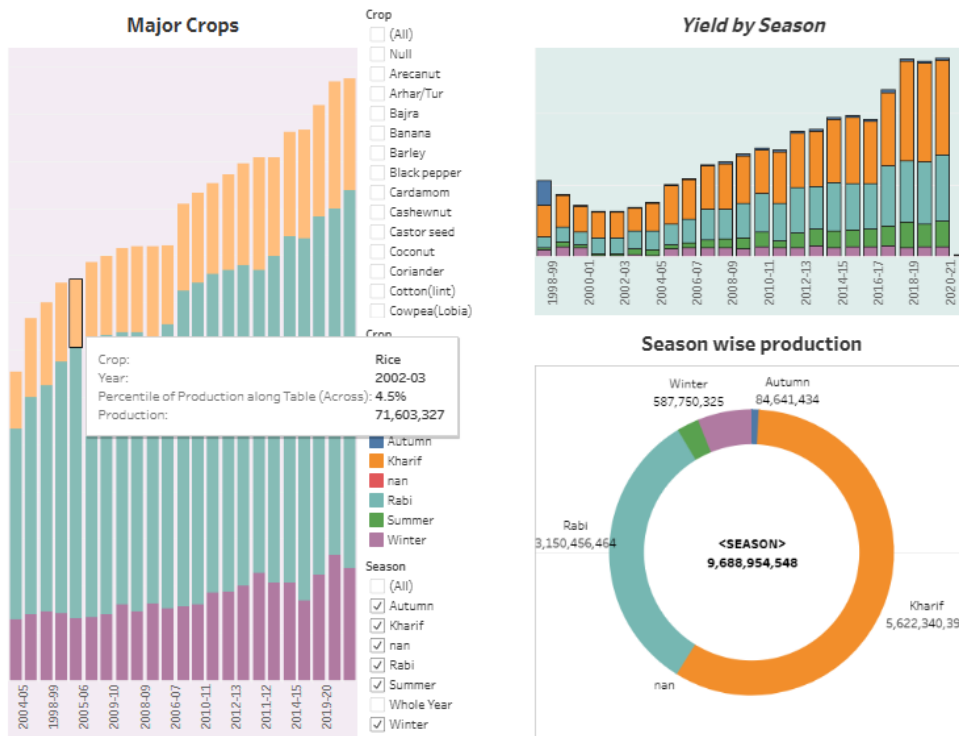 Major Crops
2004-05
1998-99
2005-06
2009-10
2008-09
2006-07
2010-11
2012-13
2011-12
2014-15
2019-20
Crop:
Rice
Year:
2002-03
Percentile of Production along Table (Across): 4.5%
Production:
71,603,327
Crop
(All)
Null
Arecanut
Arhar/Tur
Bajra
Banana
Barley
Black pepper
Cardamom
Cashewnut
Castor seed
Coconut
Coriander
Cotton(lint)
Cowpea(Lobia)
Crop
Autumn
Kharif
nan
Rabi
Summer
Winter
Season
(All)
Autumn
Kharif
nan
Rabi
Summer
Whole Year
Winter
Yield by Season
1998-99
2000-01
2002-03
2004-05
2006-07
2008-09
2010-11
2012-13
2014-15
2016-17
2018-19
2020-21
Season wise production
Winter
587,750,325
Autumn
84,641,434
Rabi
3,150,456,464
<SEASON>
9,688,954,548
Kharif
5,622,340,39
nan